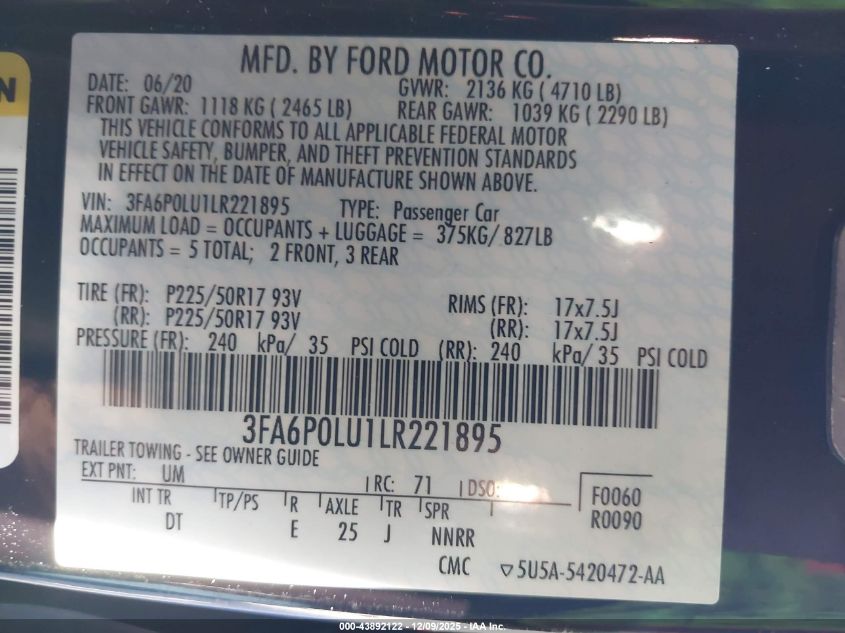 N
MFD. BY FORD MOTOR CO.
DATE: 06/20 GVWR: 2136 KG ( 4710 LB)
FRONT GAWR: 1118 KG ( 2465 LB) REAR GAWR: 1039 KG ( 2290 LB)
THIS VEHICLE CONFORMS TO ALL APPLICABLE FEDERAL MOTOR
VEHICLE SAFETY, BUMPER, AND THEFT PREVENTION STANDARDS
IN EFFECT ON THE DATE OF MANUFACTURE SHOWN ABOVE.
VIN: 3FA6P0LU1LR221895 TYPE: Passenger Car
MAXIMUM LOAD = OCCUPANTS + LUGGAGE = 375KG/ 827LB
OCCUPANTS = 5 TOTAL; 2 FRONT, 3 REAR
TIRE (FR): P225/50R17 93V RIMS (FR): 17x7.5J
(RR): P225/50R17 93V (RR): 17x7.5J
PRESSURE (FR): 240 kPa/ 35 PSI COLD (RR): 240 kPa/ 35 PSI COLD
3FA6P0LU1LR221895
TRAILER TOWING - SEE OWNER GUIDE
EXT PNT: UM RC: 71 DSO: F0060
INT TR TP/PS R AXLE TR SPR R0090
DT E 25 J NNRR
CMC ▽5U5A-5420472-AA
000-43892122 - 12/09/2025 - IAA Inc.